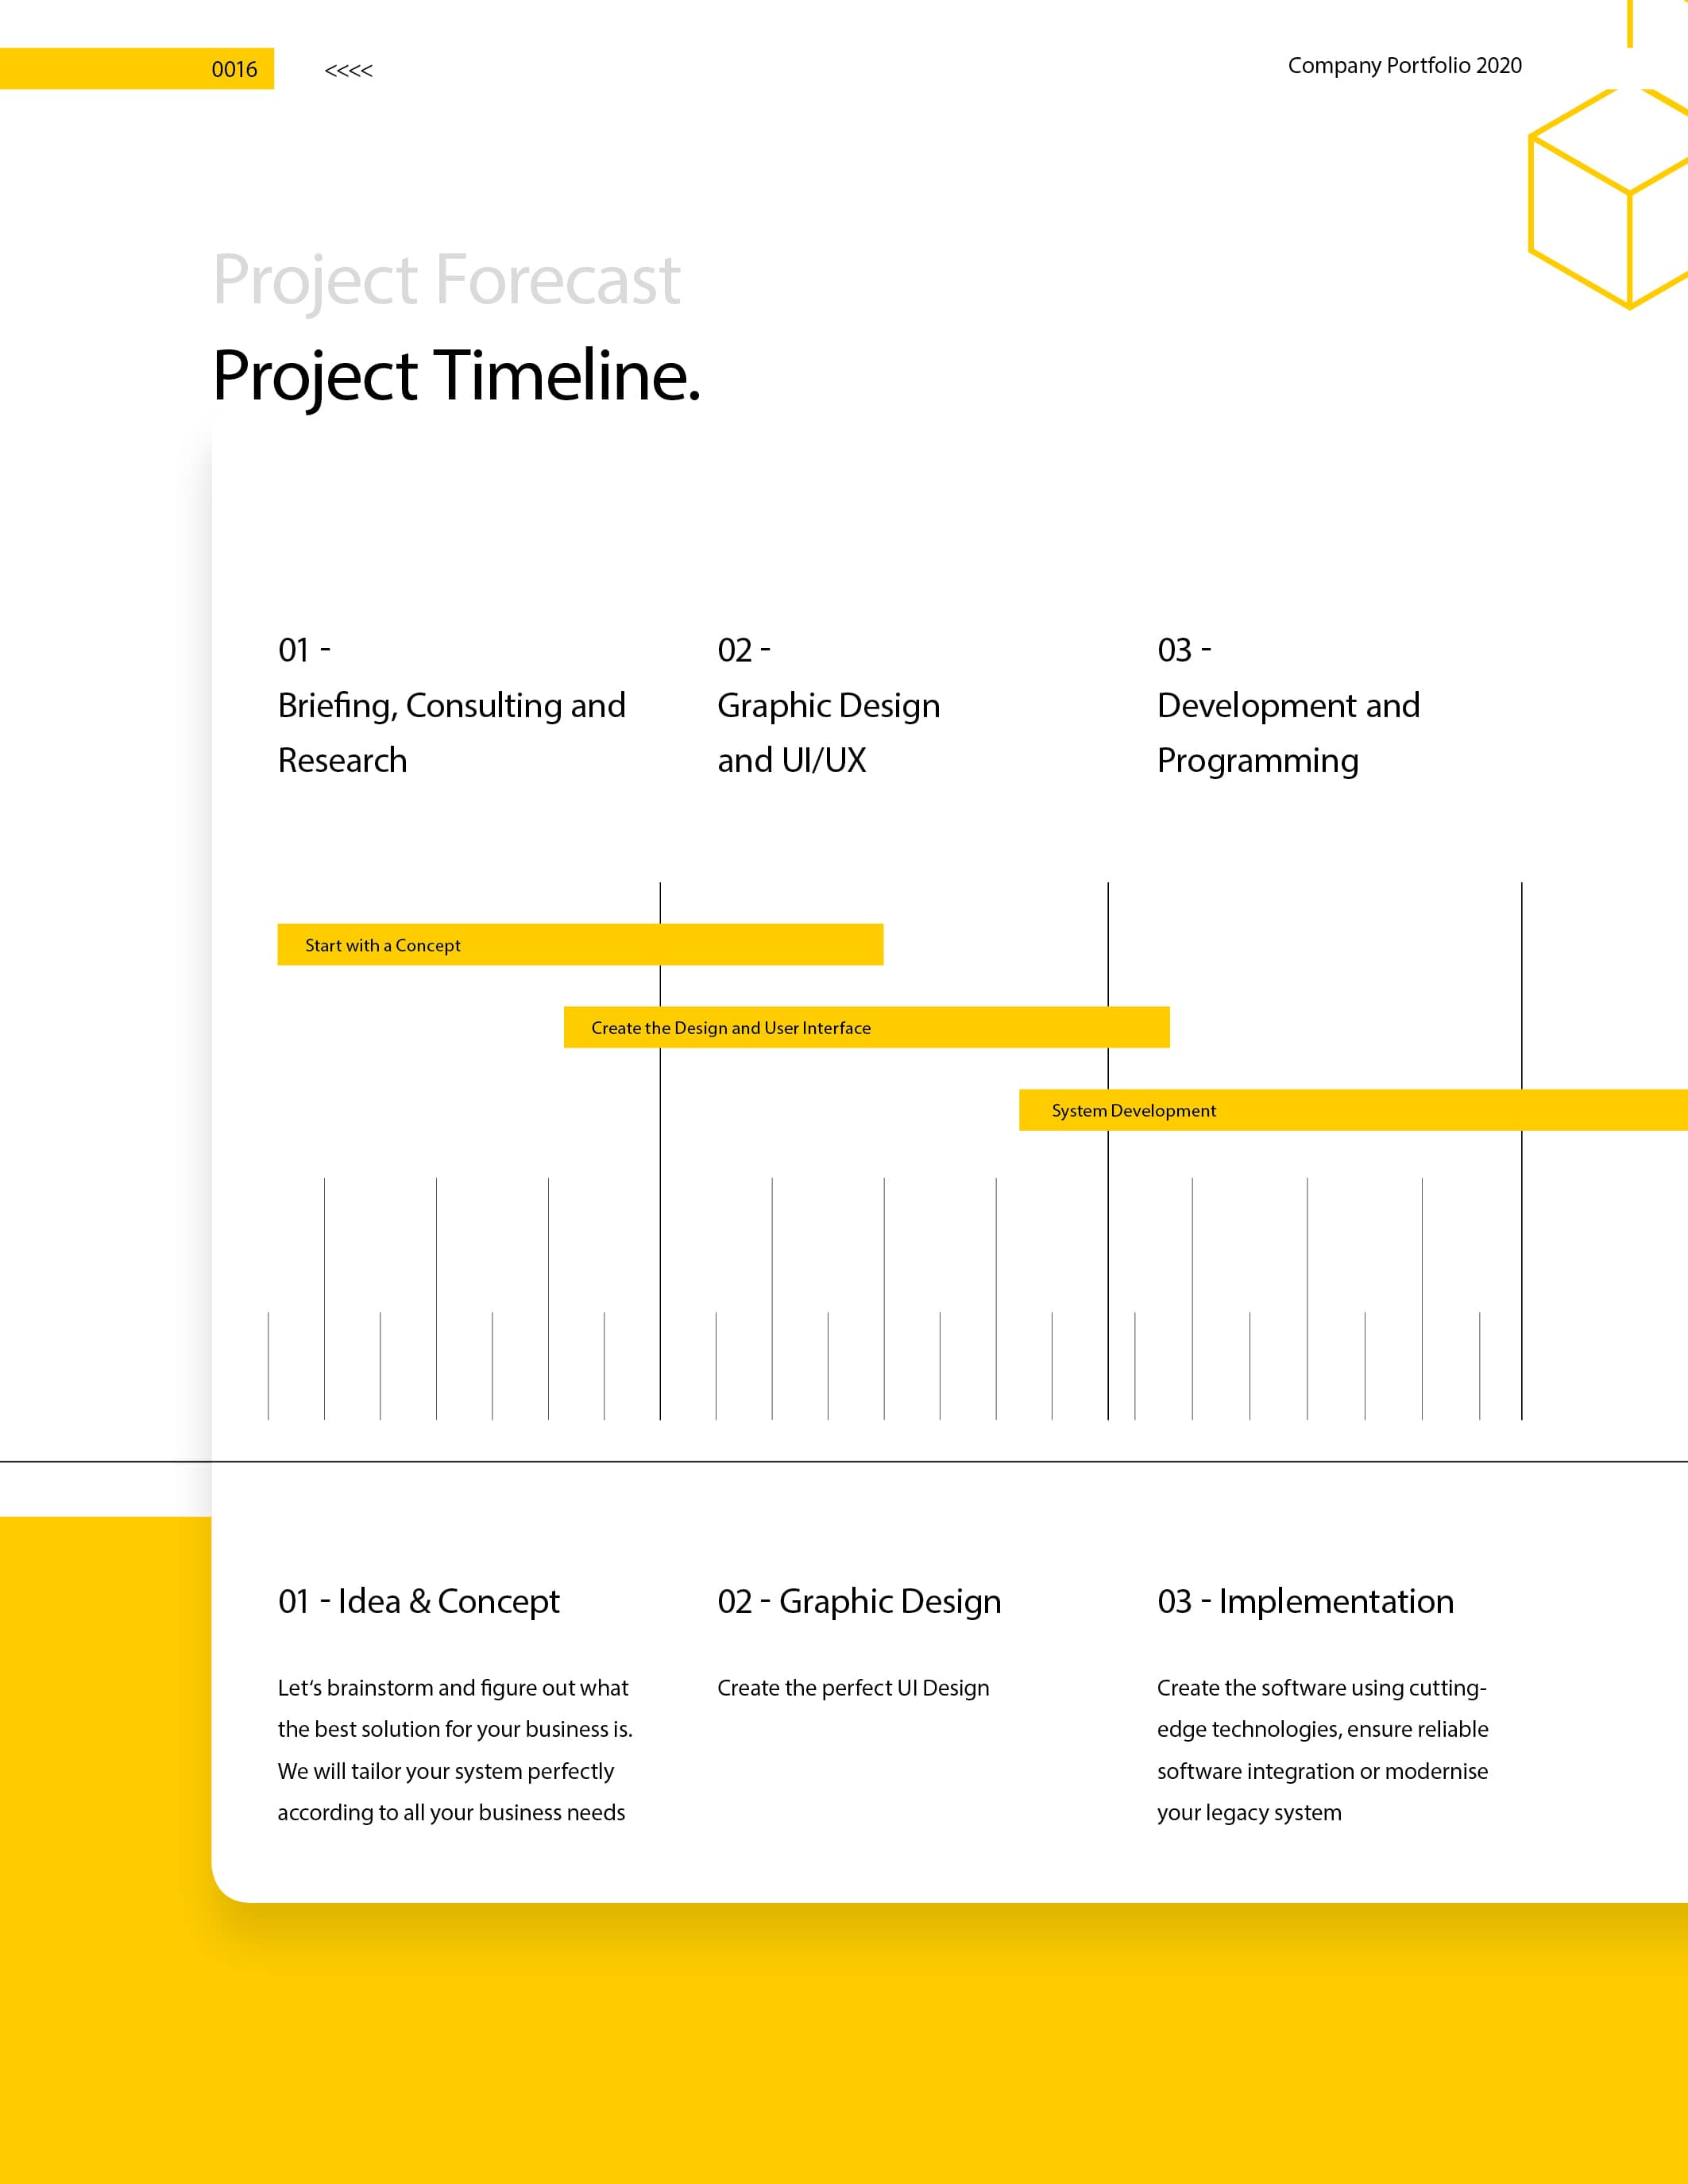 0016
<<<<
Company Portfolio 2020
Project Forecast
Project Timeline.
01 -
Briefing, Consulting and
Research
02 -
Graphic Design
and UI/UX
03 -
Development and
Programming
Start with a Concept
Create the Design and User Interface
System Development
01 - Idea & Concept
Let‘s brainstorm and figure out what
the best solution for your business is.
We will tailor your system perfectly
according to all your business needs
02 - Graphic Design
Create the perfect UI Design
03 - Implementation
Create the software using cutting-
edge technologies, ensure reliable
software integration or modernise
your legacy system